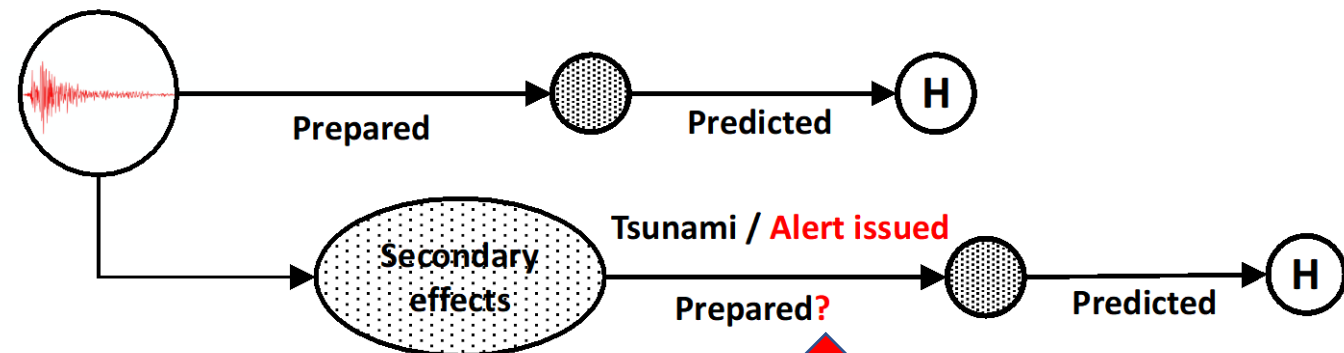 Prepared
Predicted
H
Secondary
effects
Tsunami / Alert issued
Prepared?
Predicted
H